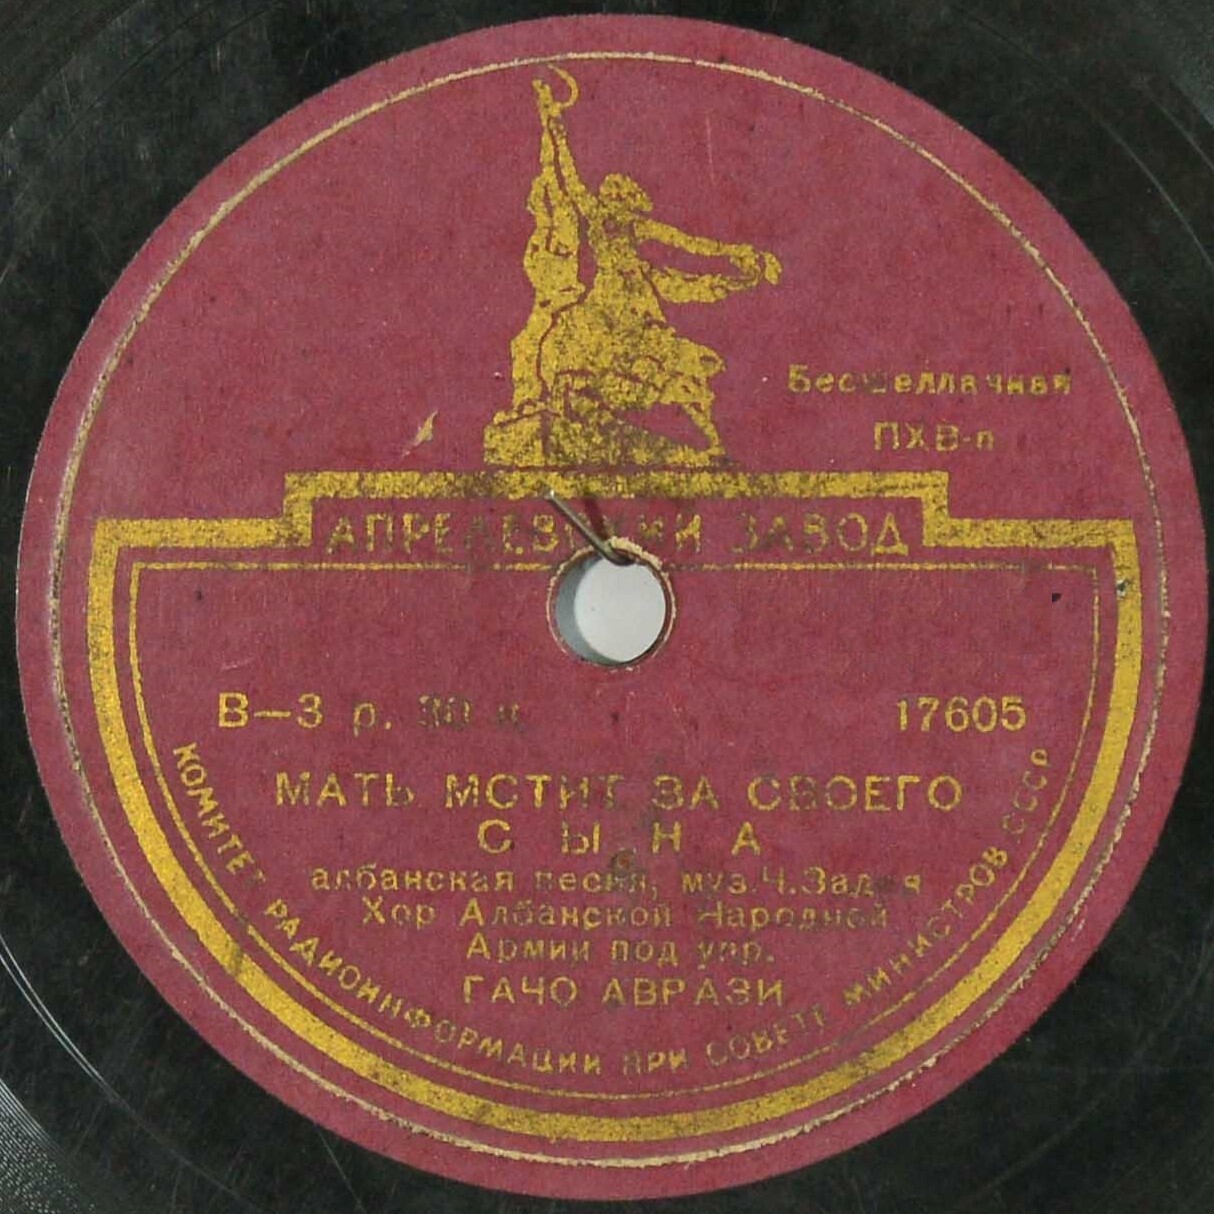 Бесшеллачная
ПХВ-п
АПРЕЛЕВСКИЙ ЗАВОД
В—3 р. 30 к.
17605
МАТЬ МСТИТ ЗА СВОЕГО
СЫНА
албанская песня, муз. Ч. Задея
Хор Албанской Народной
Армии под упр.
ГАЧО АВРАЗИ
КОМИТЕТ РАДИОИНФОРМАЦИИ ПРИ СОВЕТЕ МИНИСТРОВ СССР